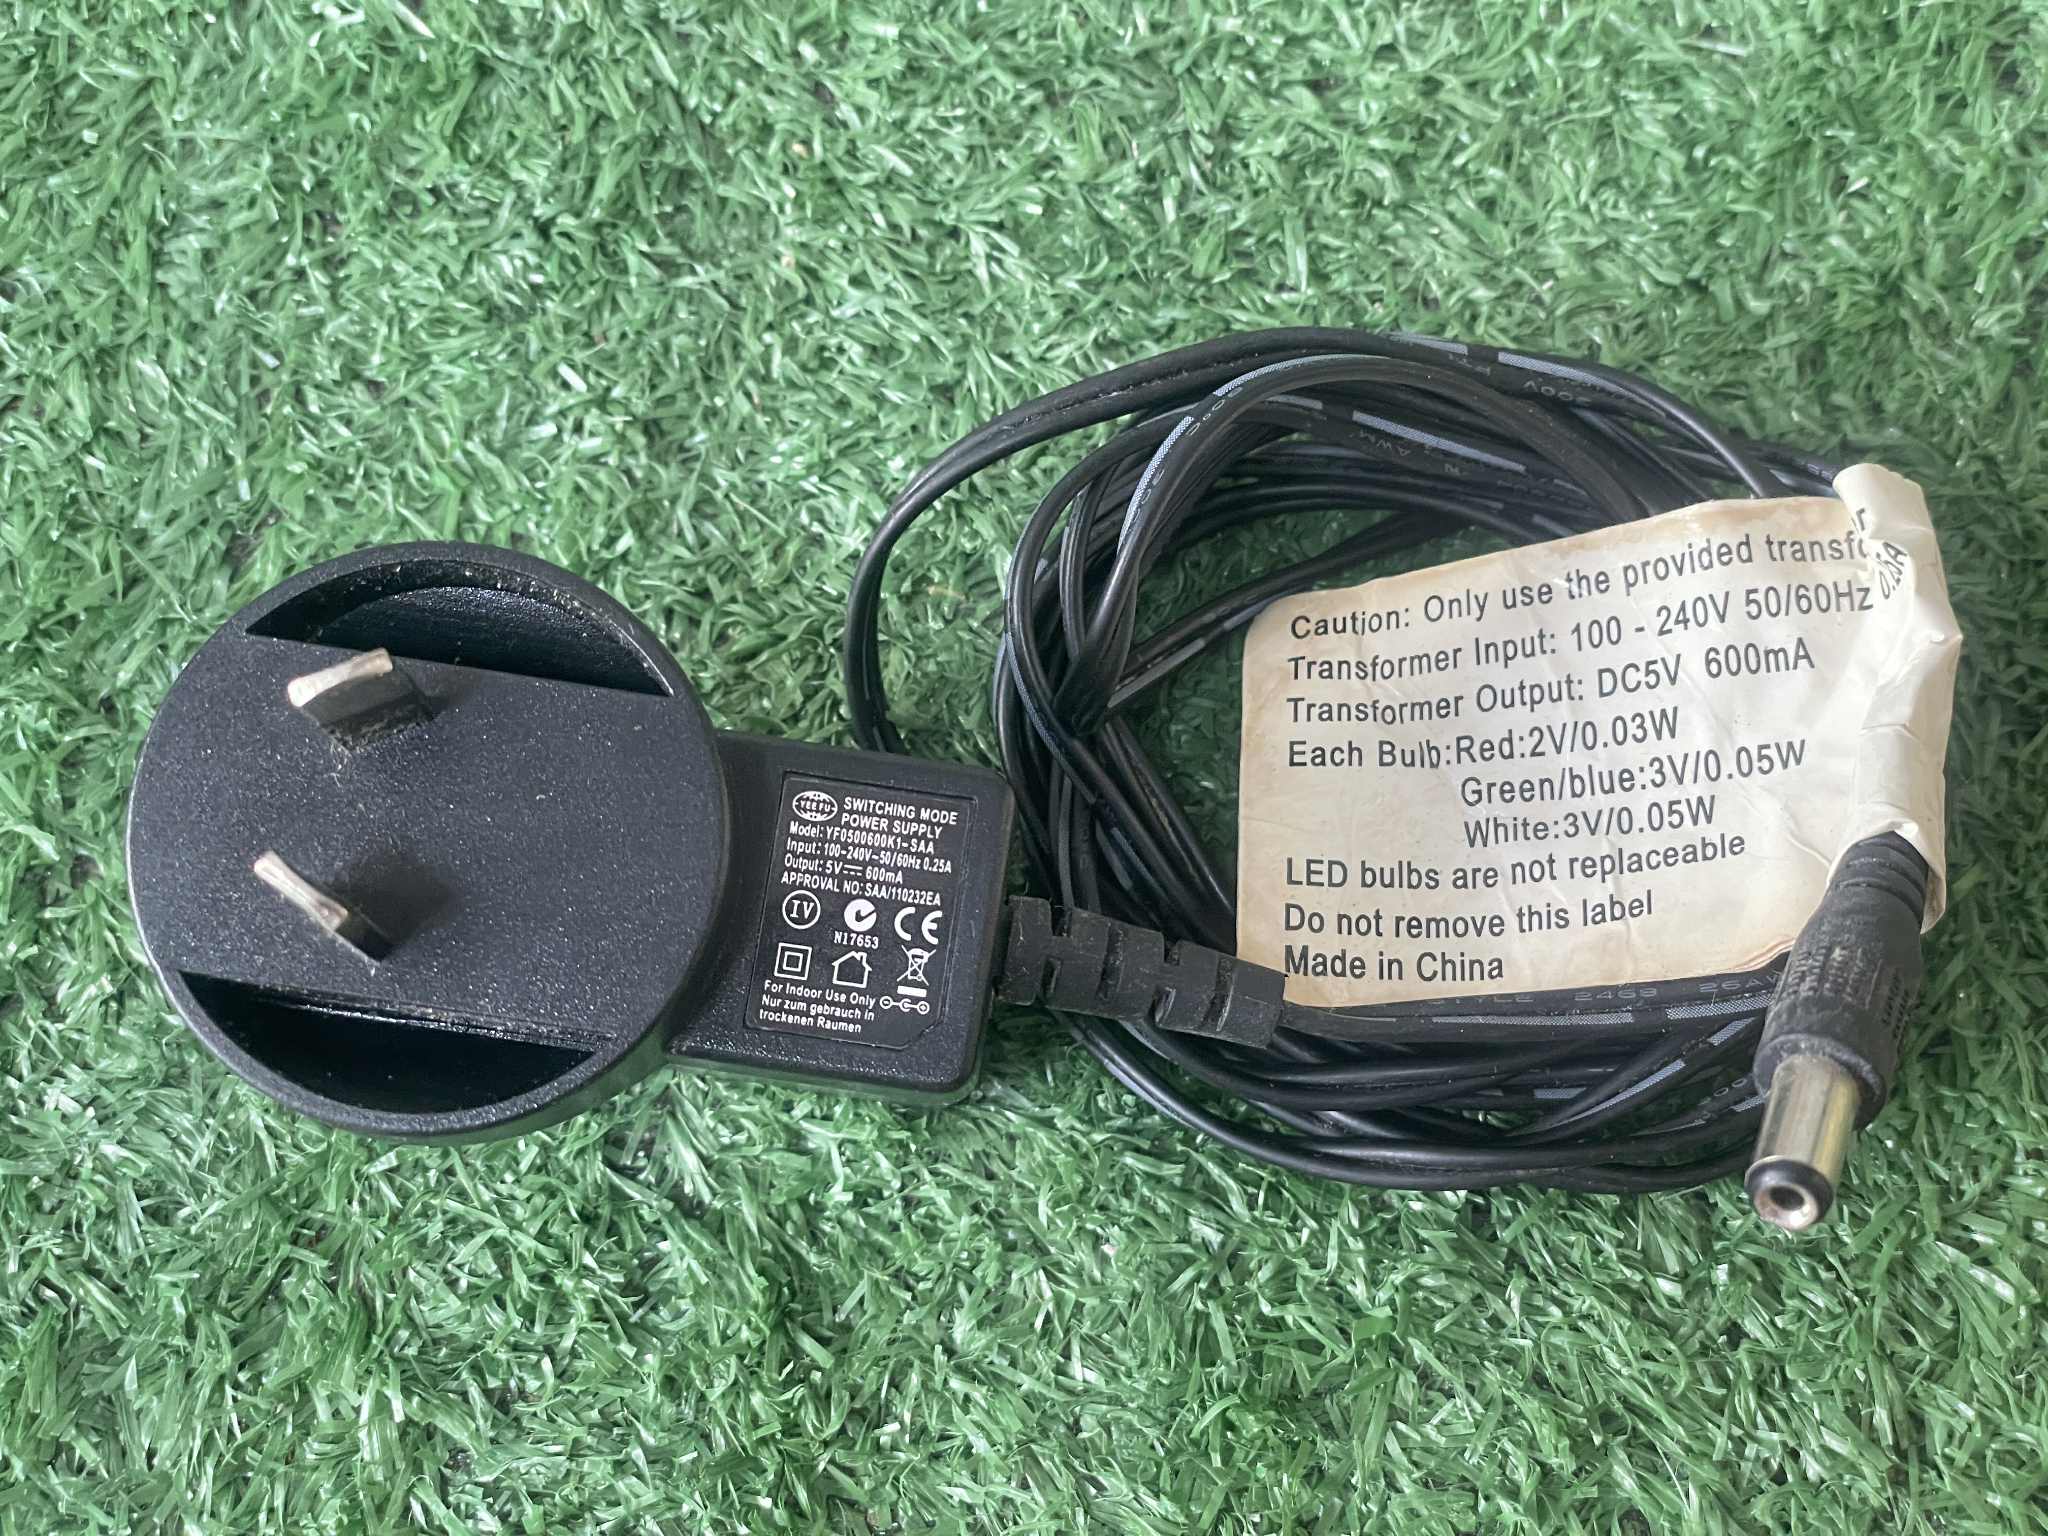 YEE FU
SWITCHING MODE
POWER SUPPLY
Model: YF0500600K1-SAA
Input: 100-240V~50/60Hz 0.25A
Output: 5V⎓ 600mA
APPROVAL NO: SAA/110232EA
IV
CE
N17653
For Indoor Use Only
Nur zum gebrauch in
trockenen Raumen
Caution: Only use the provided
Transformer Input: 100 - 240V 50/60Hz 0.25A
Transformer Output: DC5V 600mA
Each Bulb:Red:2V/0.03W
Green/blue:3V/0.05W
White:3V/0.05W
LED bulbs are not replaceable
Do not remove this label
Made in China
2468 26A